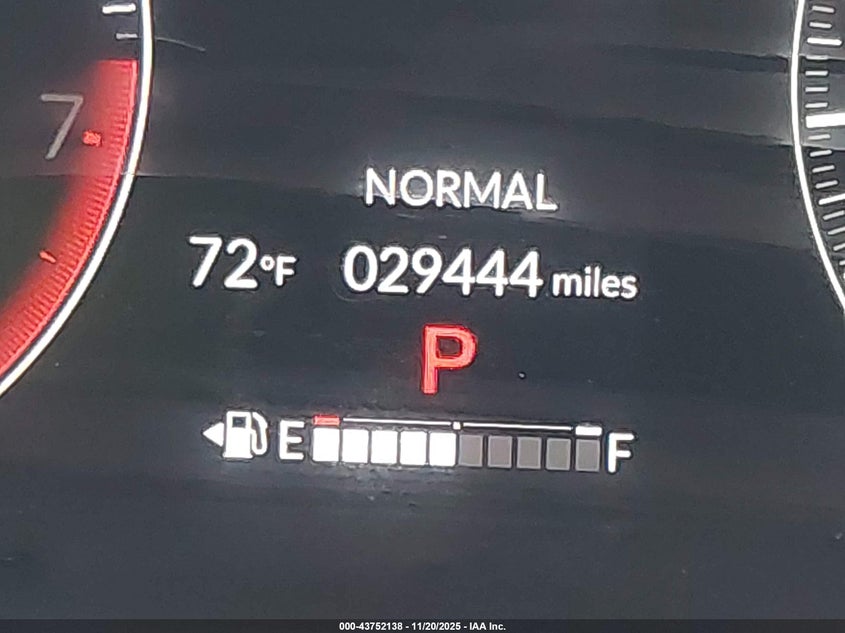 7
NORMAL
72°F 029444 miles
P
E F
000-43752138 - 11/20/2025 - IAA Inc.